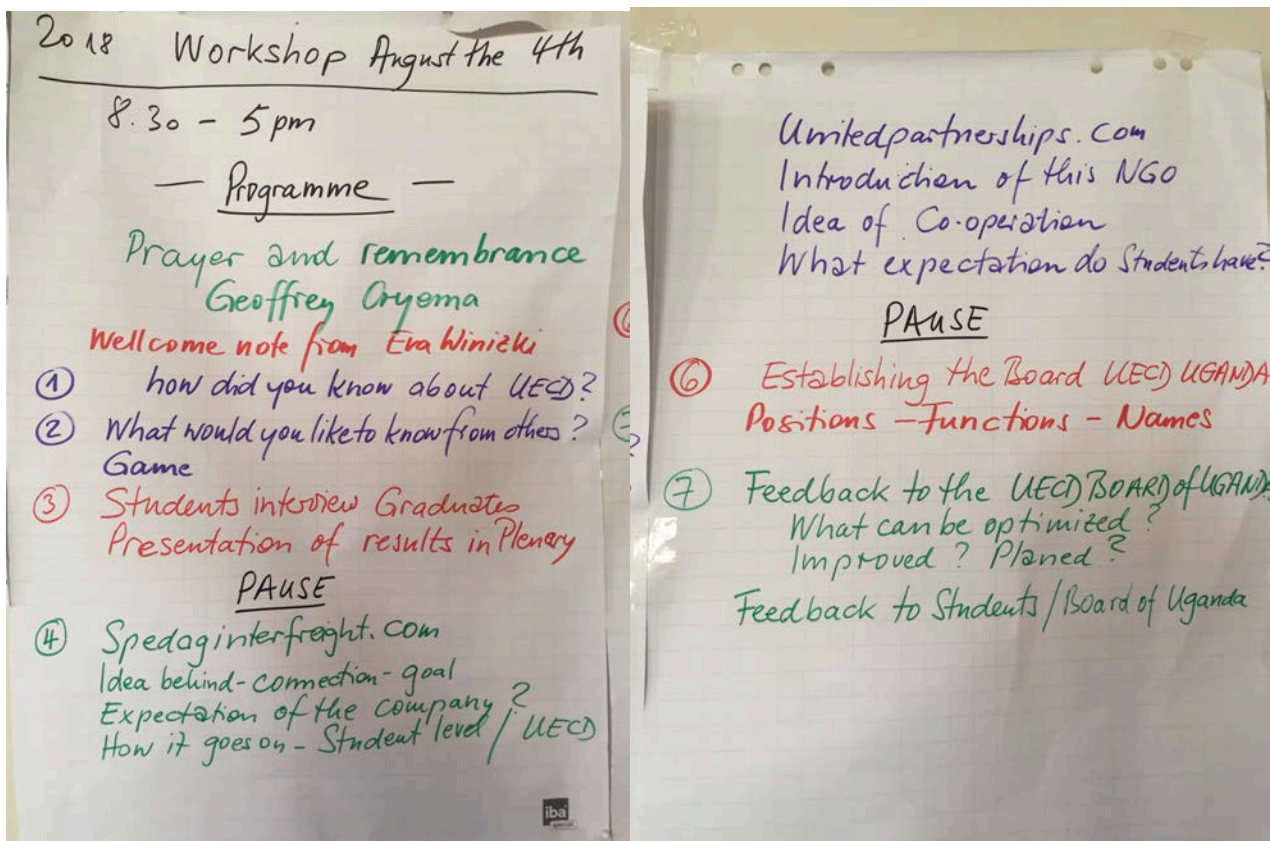 2018 Workshop August the 4th
8.30 - 5 pm
— Programme —
Prayer and remembrance
Geoffrey Oryema
Wellcome note from Eva Winizki
① how did you know about UECD?
② What would you like to know from others?
Game
③ Students interview Graduates
Presentation of results in Plenary
PAUSE
④ Spedaginterfreight.com
Idea behind - connection - goal
Expectation of the company?
How it goes on - Student level / UECD
iba
Unitedpartnerships.com
Introduction of this NGO
Idea of Co-operation
What expectation do Students have?
PAUSE
⑥ Establishing the Board UECD UGANDA
Positions - Functions - Names
⑦ Feedback to the UECD BOARD of UGANDA
What can be optimized?
Improved? Planed?
Feedback to Students / Board of Uganda